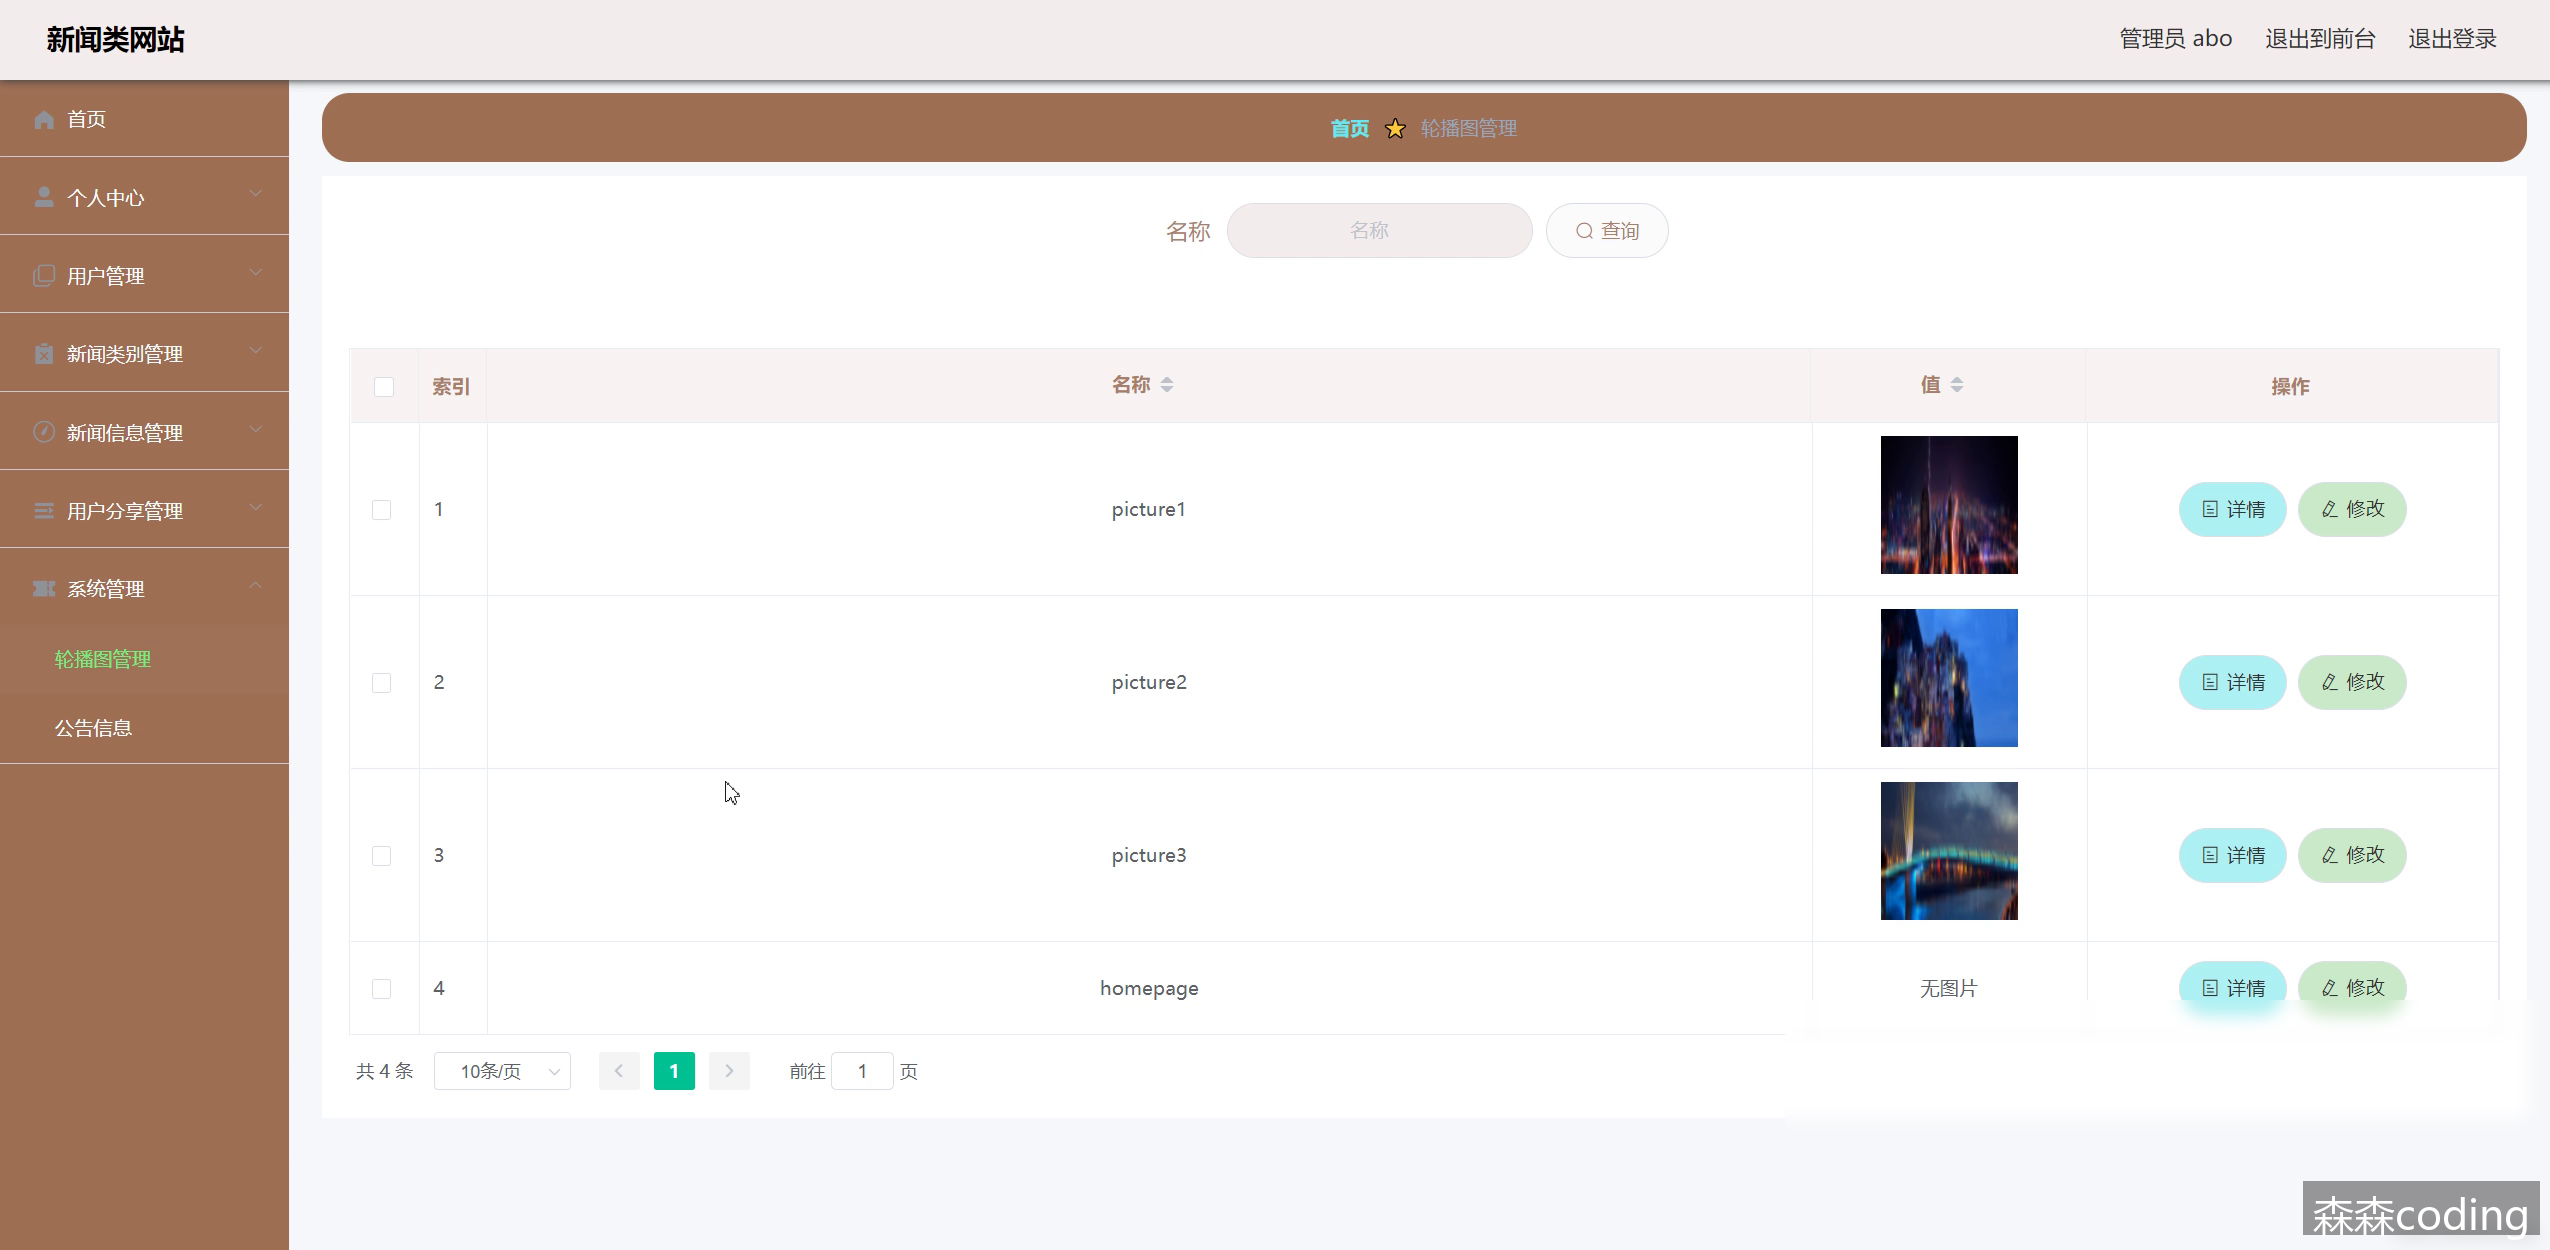 新闻类网站
管理员 abo 退出到前台 退出登录
首页
个人中心
用户管理
新闻类别管理
新闻信息管理
用户分享管理
系统管理
轮播图管理
公告信息
首页 轮播图管理
名称 名称 查询
索引 名称 值 操作
1 picture1 详情 修改
2 picture2 详情 修改
3 picture3 详情 修改
4 homepage 无图片 详情 修改
共 4 条 10条/页 1 前往 1 页
森森coding